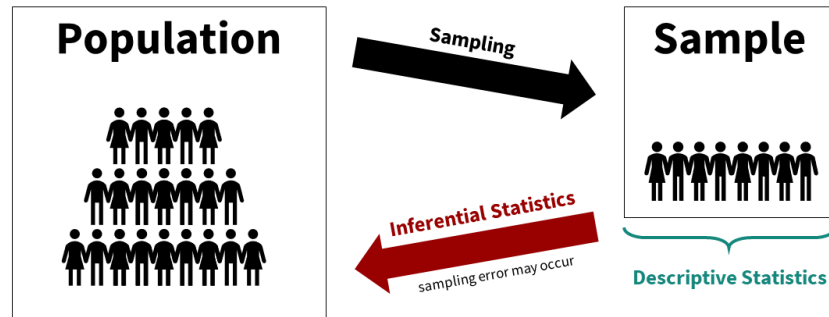 Population
Sampling
Sample
Inferential Statistics
sampling error may occur
Descriptive Statistics